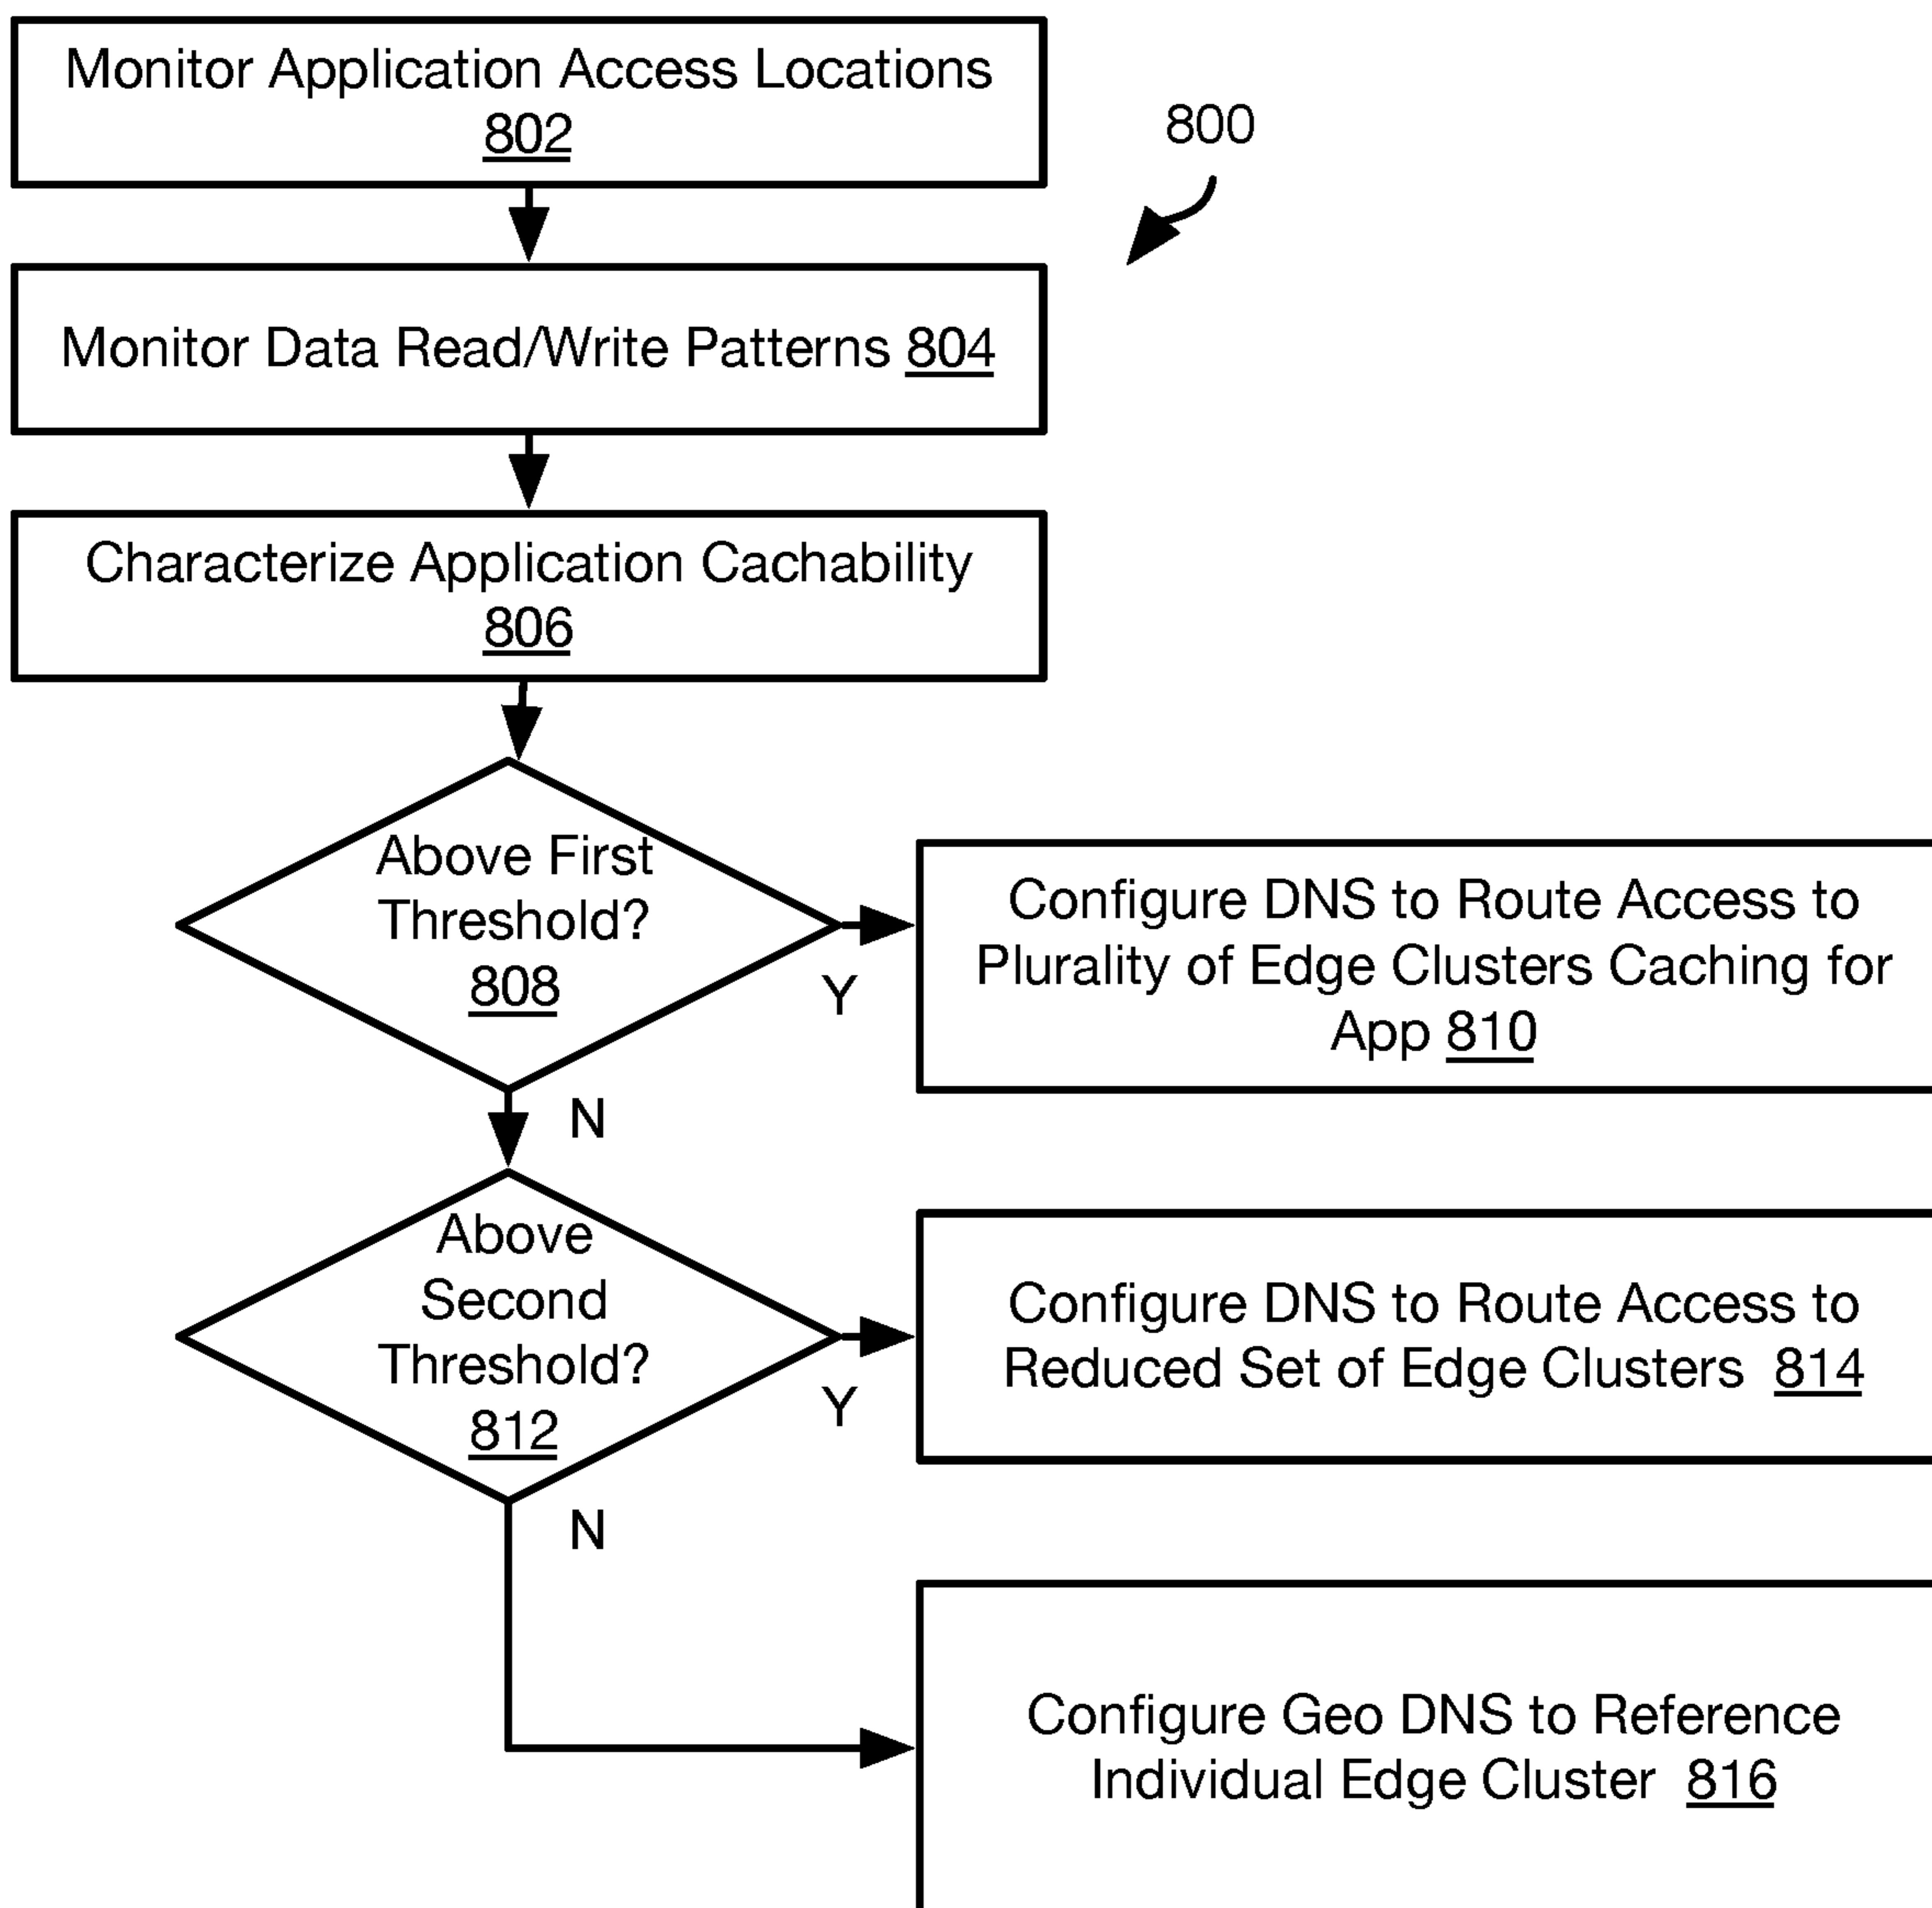 Monitor Application Access Locations
802
800
Monitor Data Read/Write Patterns 804
Characterize Application Cachability
806
Above First
Threshold?
808
Y
Configure DNS to Route Access to
Plurality of Edge Clusters Caching for
App 810
N
Above
Second
Threshold?
812
Y
Configure DNS to Route Access to
Reduced Set of Edge Clusters 814
N
Configure Geo DNS to Reference
Individual Edge Cluster 816